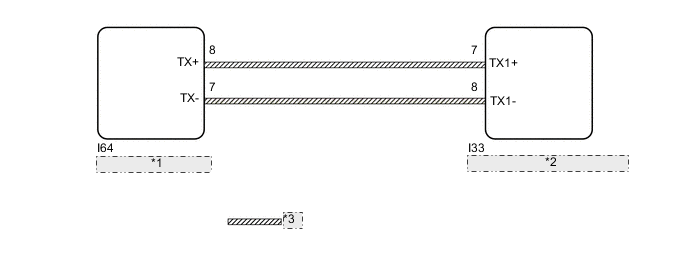 8 7
TX+ TX1+
7 8
TX- TX1-
I64 I33
*1 *2
*3